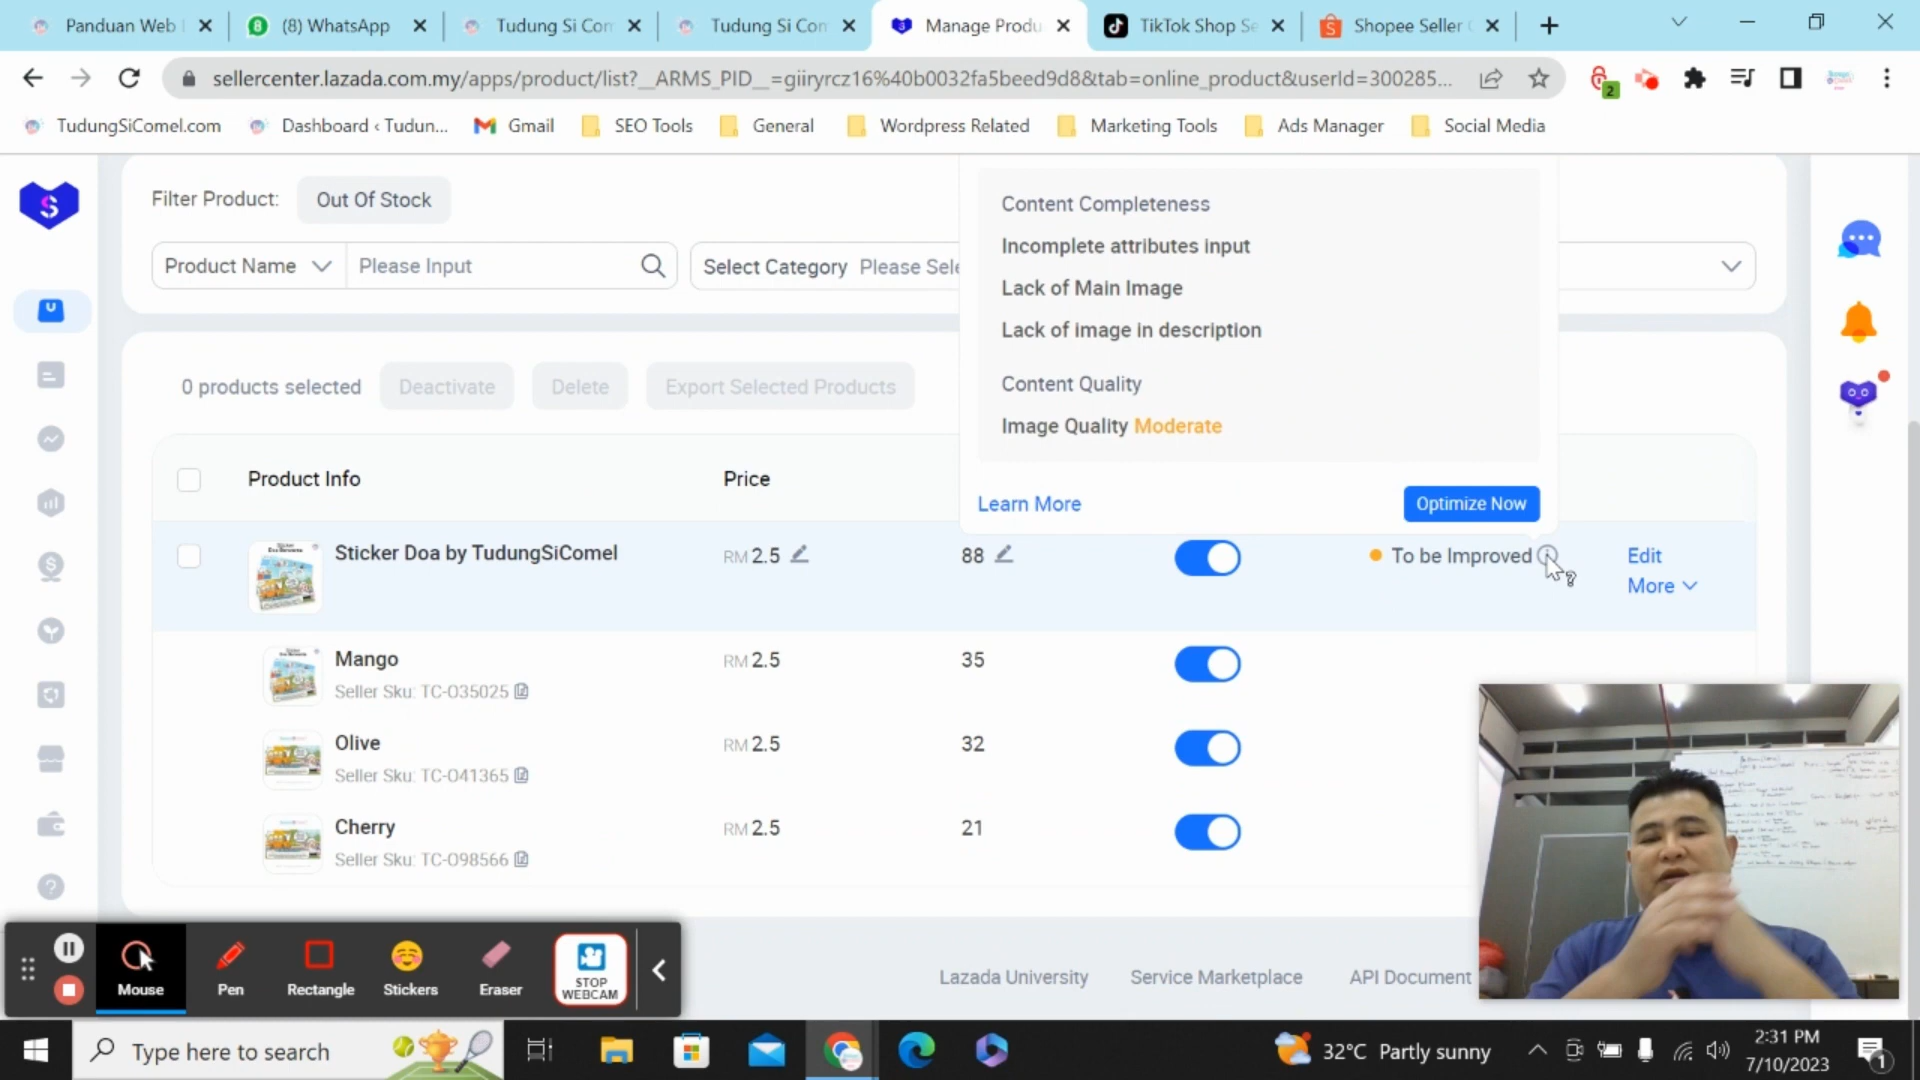 Panduan Web
(8) WhatsApp
Tudung Si Com
Tudung Si Com
Manage Produ
TikTok Shop Se
Shopee Seller C
sellercenter.lazada.com.my/apps/product/list?__ARMS_PID__=giiryrcz16%40b0032fa5beed9d8&tab=online_product&userId=300285...
2
TudungSiComel.com
Dashboard ‹ Tudun...
Gmail
SEO Tools
General
Wordpress Related
Marketing Tools
Ads Manager
Social Media
Filter Product:
Out Of Stock
Product Name
Please Input
Select Category
Please Sele
Content Completeness
Incomplete attributes input
Lack of Main Image
Lack of image in description
Content Quality
Image Quality Moderate
Learn More
Optimize Now
0 products selected
Deactivate
Delete
Export Selected Products
Product Info
Price
Sticker Doa by TudungSiComel
RM 2.5
88
To be Improved
Edit
More
Mango
Seller Sku: TC-O35025
RM 2.5
35
Olive
Seller Sku: TC-O41365
RM 2.5
32
Cherry
Seller Sku: TC-O98566
RM 2.5
21
Lazada University
Service Marketplace
API Document
Mouse
Pen
Rectangle
Stickers
Eraser
STOP
WEBCAM
Type here to search
32°C Partly sunny
2:31 PM
7/10/2023
1